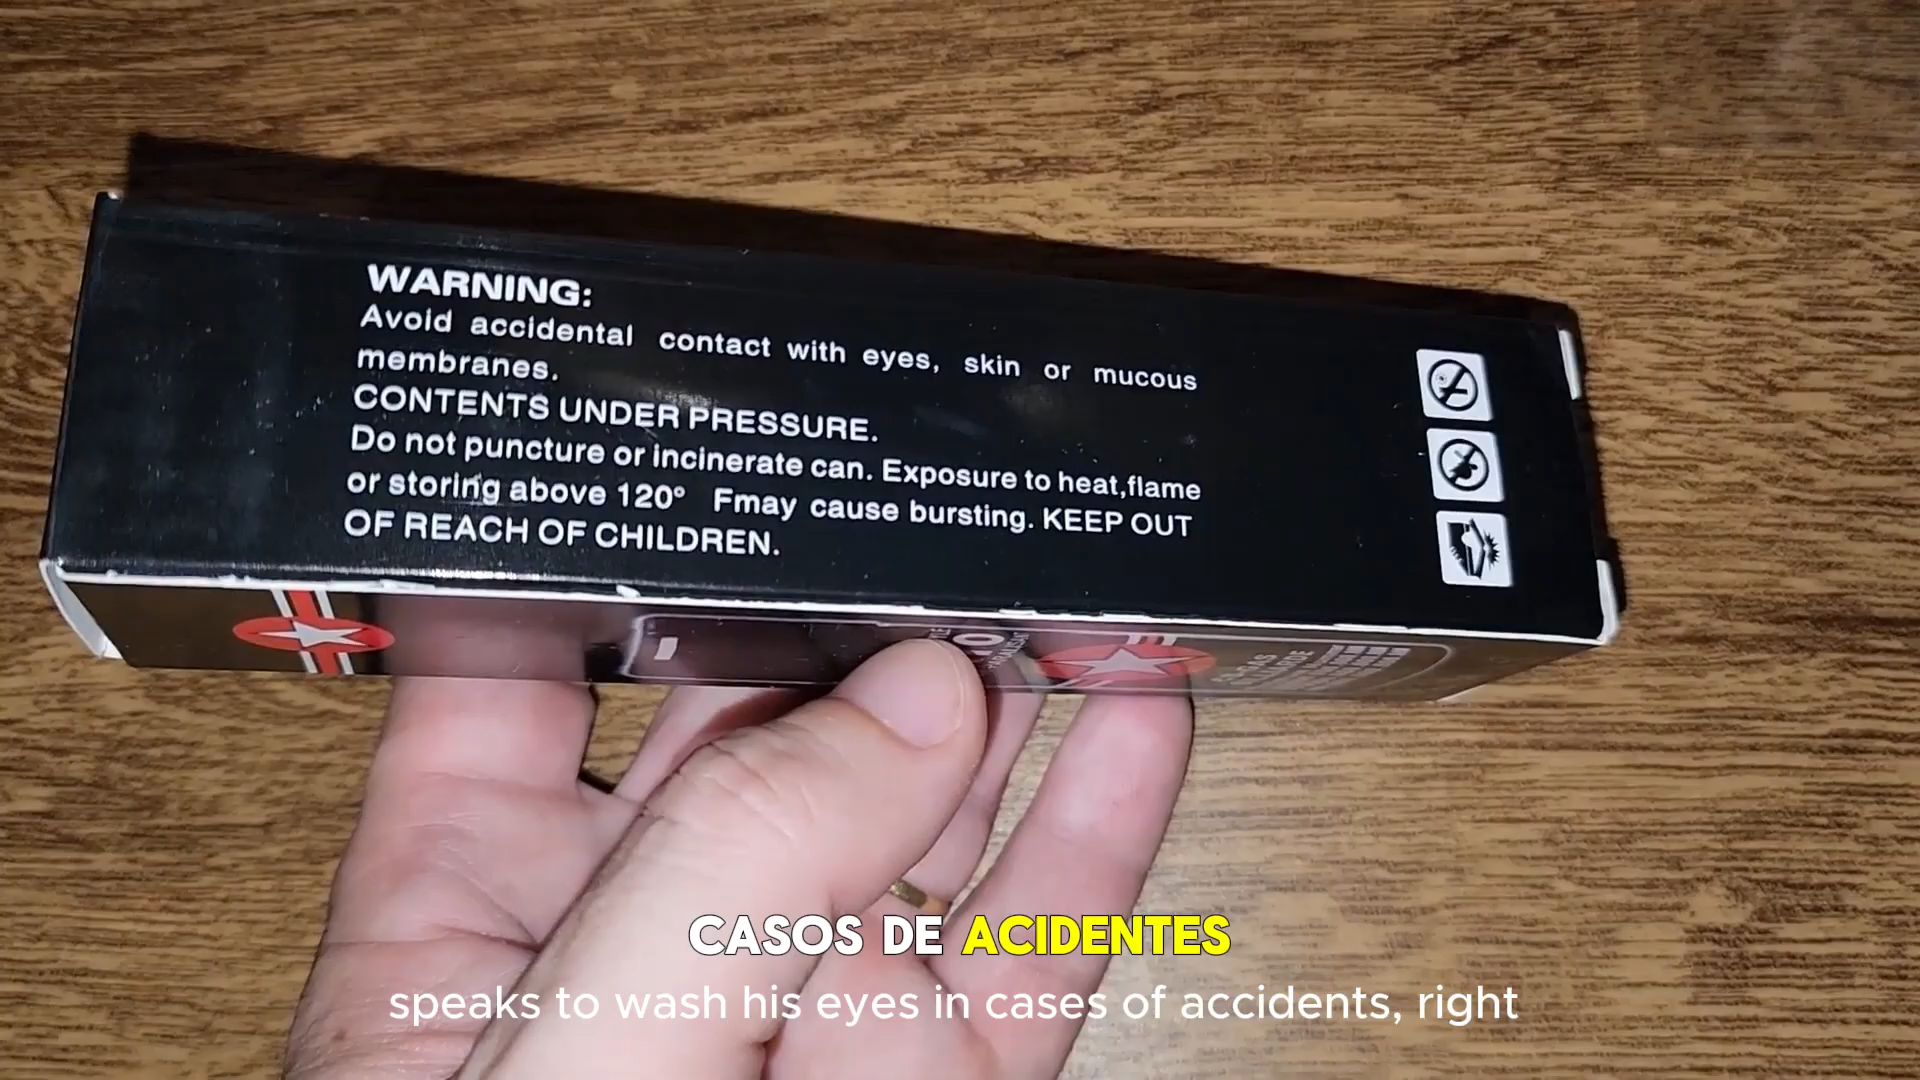 WARNING:
Avoid accidental contact with eyes, skin or mucous
membranes.
CONTENTS UNDER PRESSURE.
Do not puncture or incinerate can. Exposure to heat,flame
or storing above 120° Fmay cause bursting. KEEP OUT
OF REACH OF CHILDREN.
CASOS DE ACIDENTES
speaks to wash his eyes in cases of accidents, right